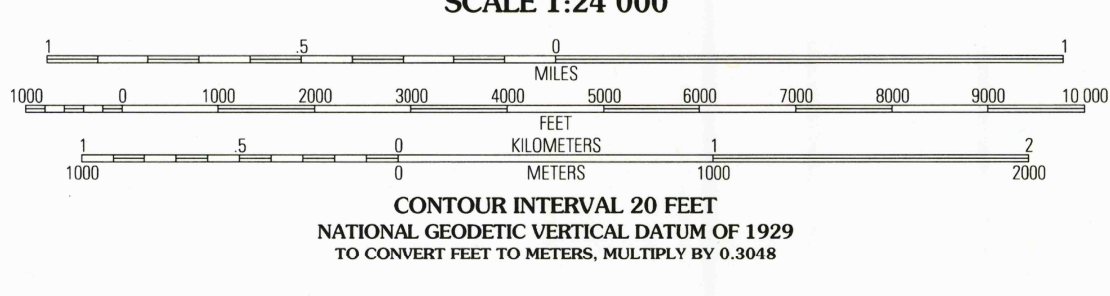 SCALE 1:24 000
1 .5 0 1
MILES
1000 0 1000 2000 3000 4000 5000 6000 7000 8000 9000 10 000
FEET
1 .5 0 KILOMETERS 1 2
1000 0 METERS 1000 2000
CONTOUR INTERVAL 20 FEET
NATIONAL GEODETIC VERTICAL DATUM OF 1929
TO CONVERT FEET TO METERS, MULTIPLY BY 0.3048